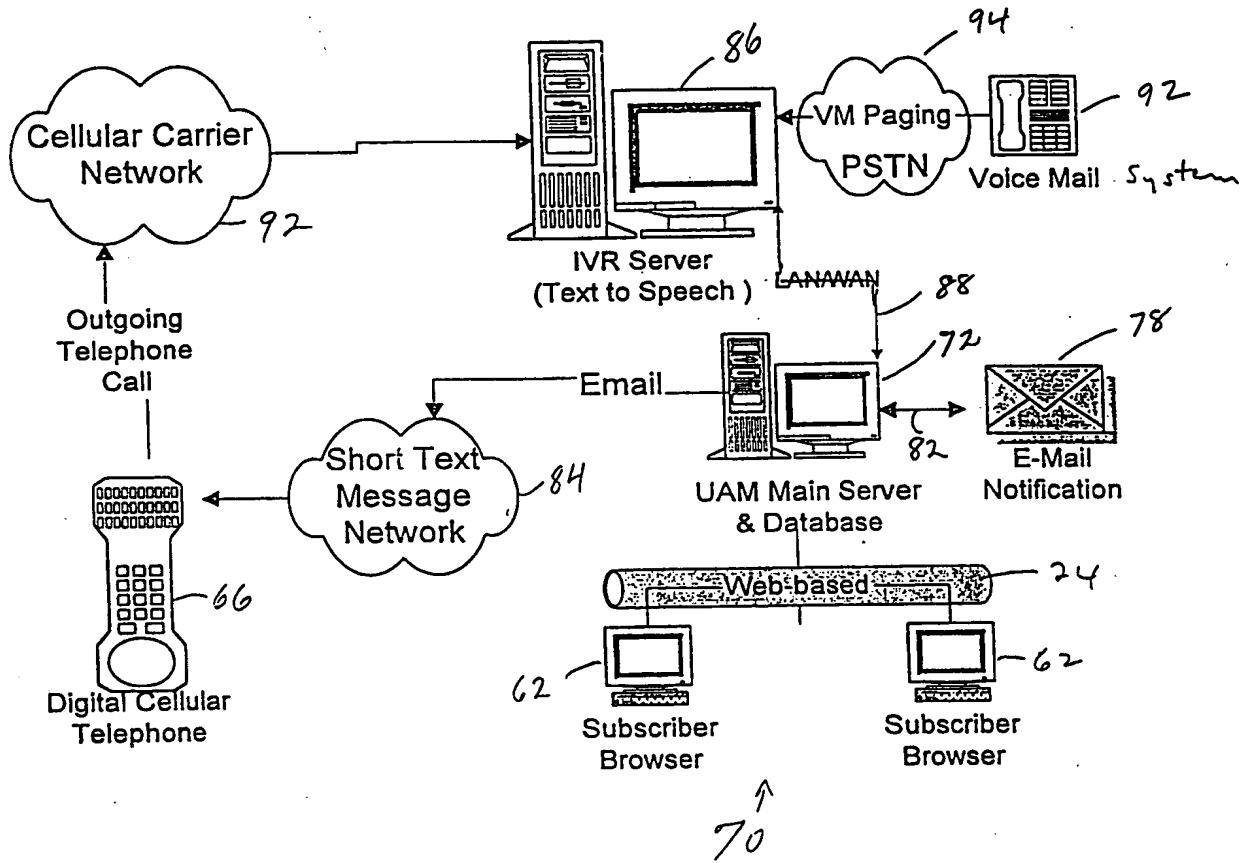 94
86
Cellular Carrier
Network
92
VM Paging
PSTN
92
Voice Mail System
IVR Server
(Text to Speech )
LANWAN
88
Outgoing
Telephone
Call
72
78
Email
82
E-Mail
Notification
Short Text
Message
Network
84
UAM Main Server
& Database
66
Web-based
24
62
62
Digital Cellular
Telephone
Subscriber
Browser
Subscriber
Browser
70